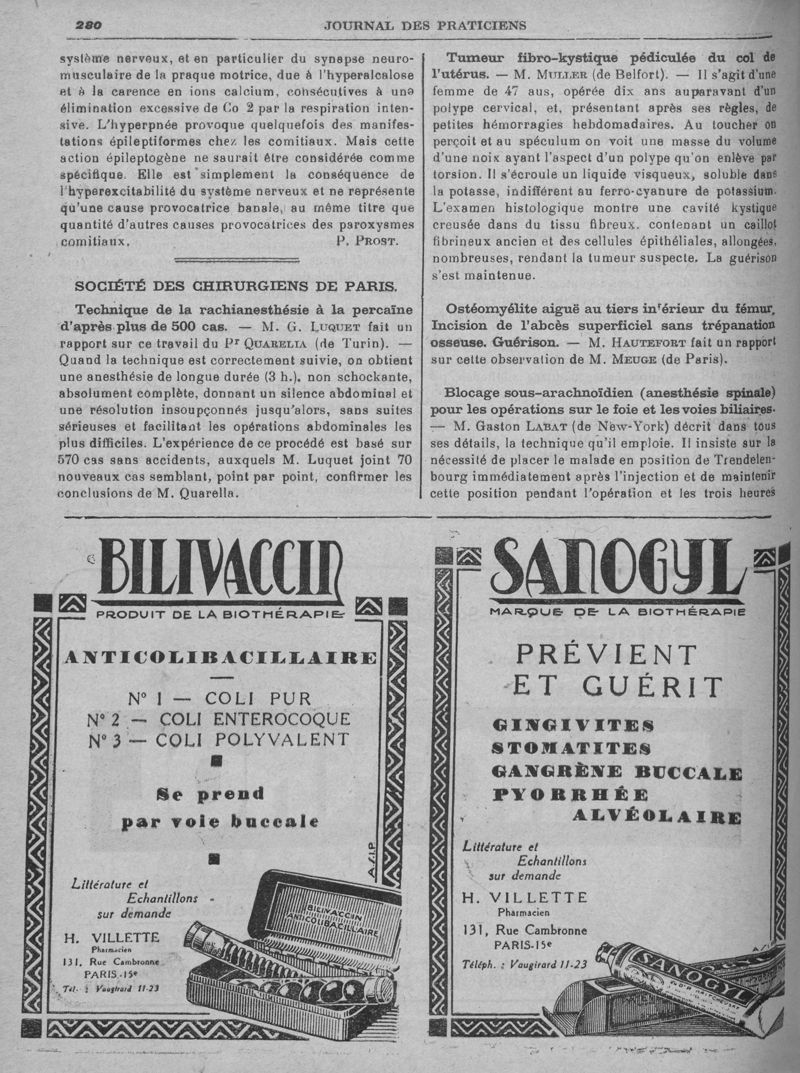 280
JOURNAL DES PRATICIENS
système nerveux, et en particulier du synapse neuro-
musculaire de la praque motrice, due à l'hyperalcalose
et à la carence en ions calcium, consécutives à une
élimination excessive de Co 2 par la respiration inten-
sive. L'hyperpnée provoque quelquefois des manifes-
tations épileptiformes chez les comitiaux. Mais cette
action épileptogène ne saurait être considérée comme
spécifique. Elle est simplement la conséquence de
l'hyperexcitabilité du système nerveux et ne représente
qu'une cause provocatrice banale, au même titre que
quantité d'autres causes provocatrices des paroxysmes
comitiaux. P. PROST.
SOCIÉTÉ DES CHIRURGIENS DE PARIS.
Technique de la rachianesthésie à la percaïne
d'après plus de 500 cas. — M. G. LUQUET fait un
rapport sur ce travail du Pr QUARELIA (de Turin). —
Quand la technique est correctement suivie, on obtient
une anesthésie de longue durée (3 h.), non schockante,
absolument complète, donnant un silence abdominal et
une résolution insoupçonnés jusqu'alors, sans suites
sérieuses et facilitant les opérations abdominales les
plus difficiles. L'expérience de ce procédé est basé sur
570 cas sans accidents, auxquels M. Luquet joint 70
nouveaux cas semblant, point par point, confirmer les
conclusions de M. Quarella.
Tumeur fibro-kystique pédiculée du col de
l'utérus. — M. MULLER (de Belfort). — Il s'agit d'une
femme de 47 aus, opérée dix ans auparavant d'un
polype cervical, et, présentant après ses règles, de
petites hémorragies hebdomadaires. Au toucher on
perçoit et au spéculum on voit une masse du volume
d'une noix ayant l'aspect d'un polype qu'on enlève par
torsion. Il s'écroule un liquide visqueux, soluble dans
la potasse, indifférent au ferro-cyanure de potassium.
L'examen histologique montre une cavité kystique
creusée dans du tissu fibreux, contenant un caillot
fibrineux ancien et des cellules épithéliales, allongées,
nombreuses, rendant la tumeur suspecte. La guérison
s'est maintenue.
Ostéomyélite aiguë au tiers inférieur du fémur.
Incision de l'abcès superficiel sans trépanation
osseuse. Guérison. — M. HAUTEFORT fait un rapport
sur cette observation de M. MEUGE (de Paris).
Blocage sous-arachnoïdien (anesthésie spinale)
pour les opérations sur le foie et les voies biliaires.
— M. Gaston LABAT (de New-York) décrit dans tous
ses détails, la technique qu'il emploie. Il insiste sur la
nécessité de placer le malade en position de Trendelen-
bourg immédiatement après l'injection et de maintenir
cette position pendant l'opération et les trois heures
BILIVACCIN
PRODUIT DE LA BIOTHÉRAPIE
ANTICOLIBACILLAIRE
N° 1 — COLI PUR
N° 2 — COLI ENTEROCOQUE
N° 3 — COLI POLYVALENT
Se prend
par voie buccale
Littérature et
Echantillons
sur demande
H. VILLETTE
Pharmacien
131, Rue Cambronne
PARIS-15e
Tél. : Vaugirard 11-23
A.S.I.P.
BILIVACCIN
ANTICOLIBACILLAIRE
SANOGYL
MARQUE DE LA BIOTHÉRAPIE
PRÉVIENT
ET GUÉRIT
GINGIVITES
STOMATITES
GANGRÈNE BUCCALE
PYORRHÉE
ALVÉOLAIRE
Littérature et
Echantillons
sur demande
H. VILLETTE
Pharmacien
131, Rue Cambronne
PARIS-15e
Téléph. : Vaugirard 11-23
SANOGYL